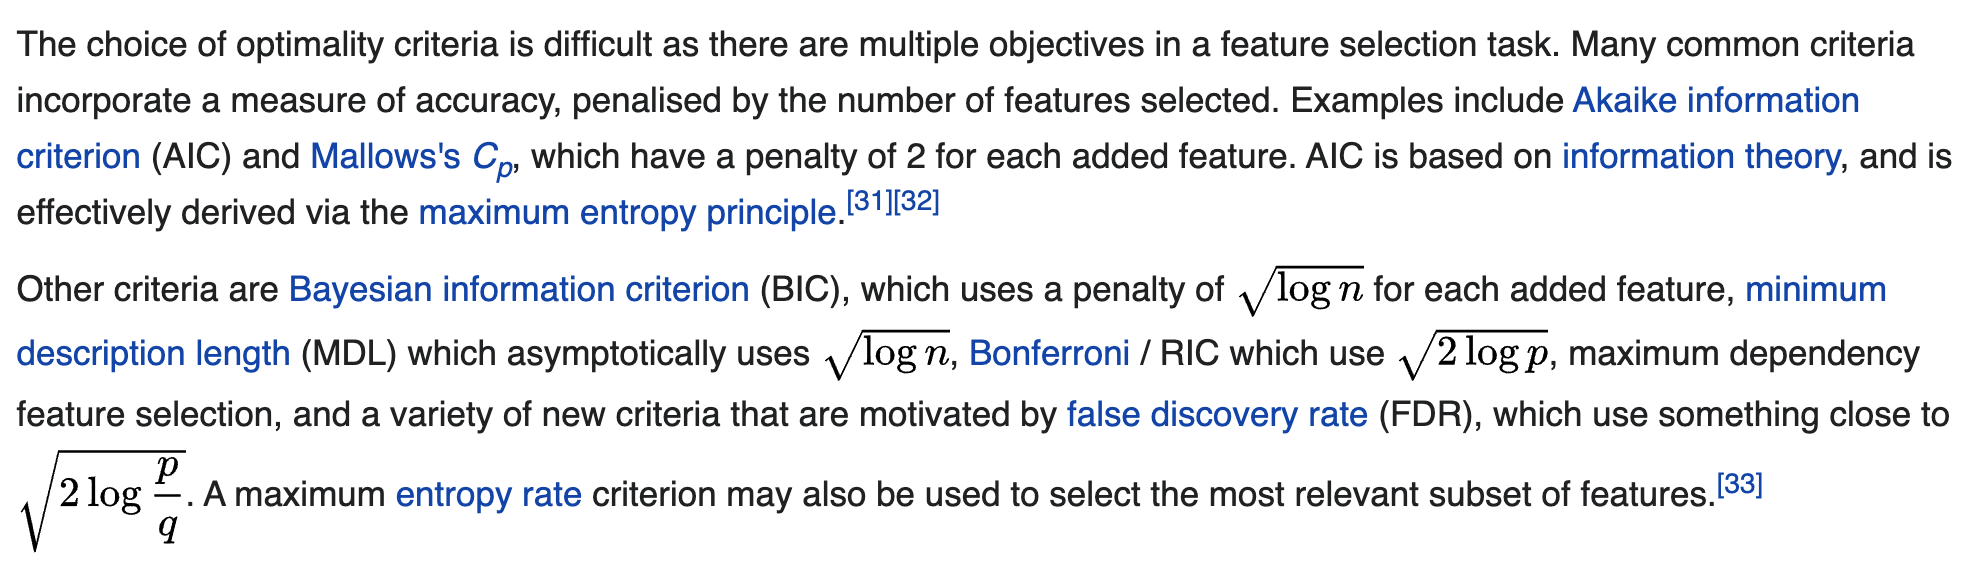 The choice of optimality criteria is difficult as there are multiple objectives in a feature selection task. Many common criteria
incorporate a measure of accuracy, penalised by the number of features selected. Examples include Akaike information
criterion (AIC) and Mallows's Cₚ, which have a penalty of 2 for each added feature. AIC is based on information theory, and is
effectively derived via the maximum entropy principle.[31][32]
Other criteria are Bayesian information criterion (BIC), which uses a penalty of √(log n) for each added feature, minimum
description length (MDL) which asymptotically uses √(log n), Bonferroni / RIC which use √(2 log p), maximum dependency
feature selection, and a variety of new criteria that are motivated by false discovery rate (FDR), which use something close to
√(2 log p/q). A maximum entropy rate criterion may also be used to select the most relevant subset of features.[33]